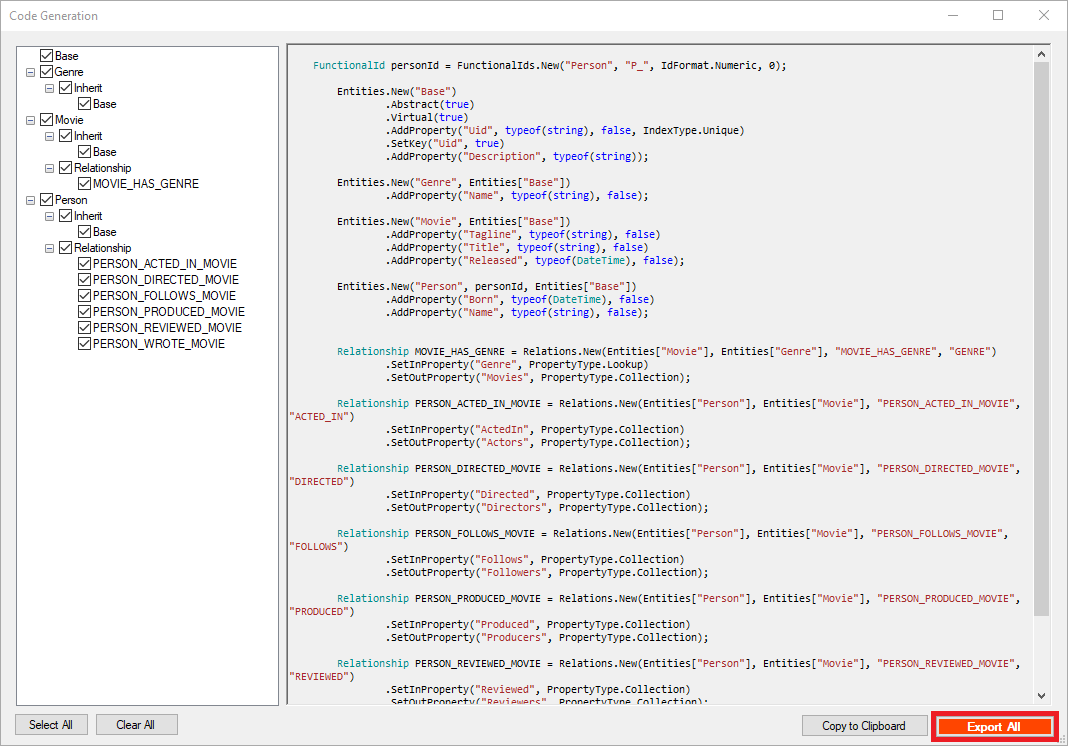 Code Generation
Base
Genre
Inherit
Base
Movie
Inherit
Base
Relationship
MOVIE_HAS_GENRE
Person
Inherit
Base
Relationship
PERSON_ACTED_IN_MOVIE
PERSON_DIRECTED_MOVIE
PERSON_FOLLOWS_MOVIE
PERSON_PRODUCED_MOVIE
PERSON_REVIEWED_MOVIE
PERSON_WROTE_MOVIE
FunctionalId personId = FunctionalIds.New("Person", "P_", IdFormat.Numeric, 0);
Entities.New("Base")
.Abstract(true)
.Virtual(true)
.AddProperty("Uid", typeof(string), false, IndexType.Unique)
.SetKey("Uid", true)
.AddProperty("Description", typeof(string));
Entities.New("Genre", Entities["Base"])
.AddProperty("Name", typeof(string), false);
Entities.New("Movie", Entities["Base"])
.AddProperty("Tagline", typeof(string), false)
.AddProperty("Title", typeof(string), false)
.AddProperty("Released", typeof(DateTime), false);
Entities.New("Person", personId, Entities["Base"])
.AddProperty("Born", typeof(DateTime), false)
.AddProperty("Name", typeof(string), false);
Relationship MOVIE_HAS_GENRE = Relations.New(Entities["Movie"], Entities["Genre"], "MOVIE_HAS_GENRE", "GENRE")
.SetInProperty("Genre", PropertyType.Lookup)
.SetOutProperty("Movies", PropertyType.Collection);
Relationship PERSON_ACTED_IN_MOVIE = Relations.New(Entities["Person"], Entities["Movie"], "PERSON_ACTED_IN_MOVIE",
"ACTED_IN")
.SetInProperty("ActedIn", PropertyType.Collection)
.SetOutProperty("Actors", PropertyType.Collection);
Relationship PERSON_DIRECTED_MOVIE = Relations.New(Entities["Person"], Entities["Movie"], "PERSON_DIRECTED_MOVIE",
"DIRECTED")
.SetInProperty("Directed", PropertyType.Collection)
.SetOutProperty("Directors", PropertyType.Collection);
Relationship PERSON_FOLLOWS_MOVIE = Relations.New(Entities["Person"], Entities["Movie"], "PERSON_FOLLOWS_MOVIE",
"FOLLOWS")
.SetInProperty("Follows", PropertyType.Collection)
.SetOutProperty("Followers", PropertyType.Collection);
Relationship PERSON_PRODUCED_MOVIE = Relations.New(Entities["Person"], Entities["Movie"], "PERSON_PRODUCED_MOVIE",
"PRODUCED")
.SetInProperty("Produced", PropertyType.Collection)
.SetOutProperty("Producers", PropertyType.Collection);
Relationship PERSON_REVIEWED_MOVIE = Relations.New(Entities["Person"], Entities["Movie"], "PERSON_REVIEWED_MOVIE",
"REVIEWED")
.SetInProperty("Reviewed", PropertyType.Collection)
.SetOutProperty("Reviewers", PropertyType.Collection);
Select All
Clear All
Copy to Clipboard
Export All